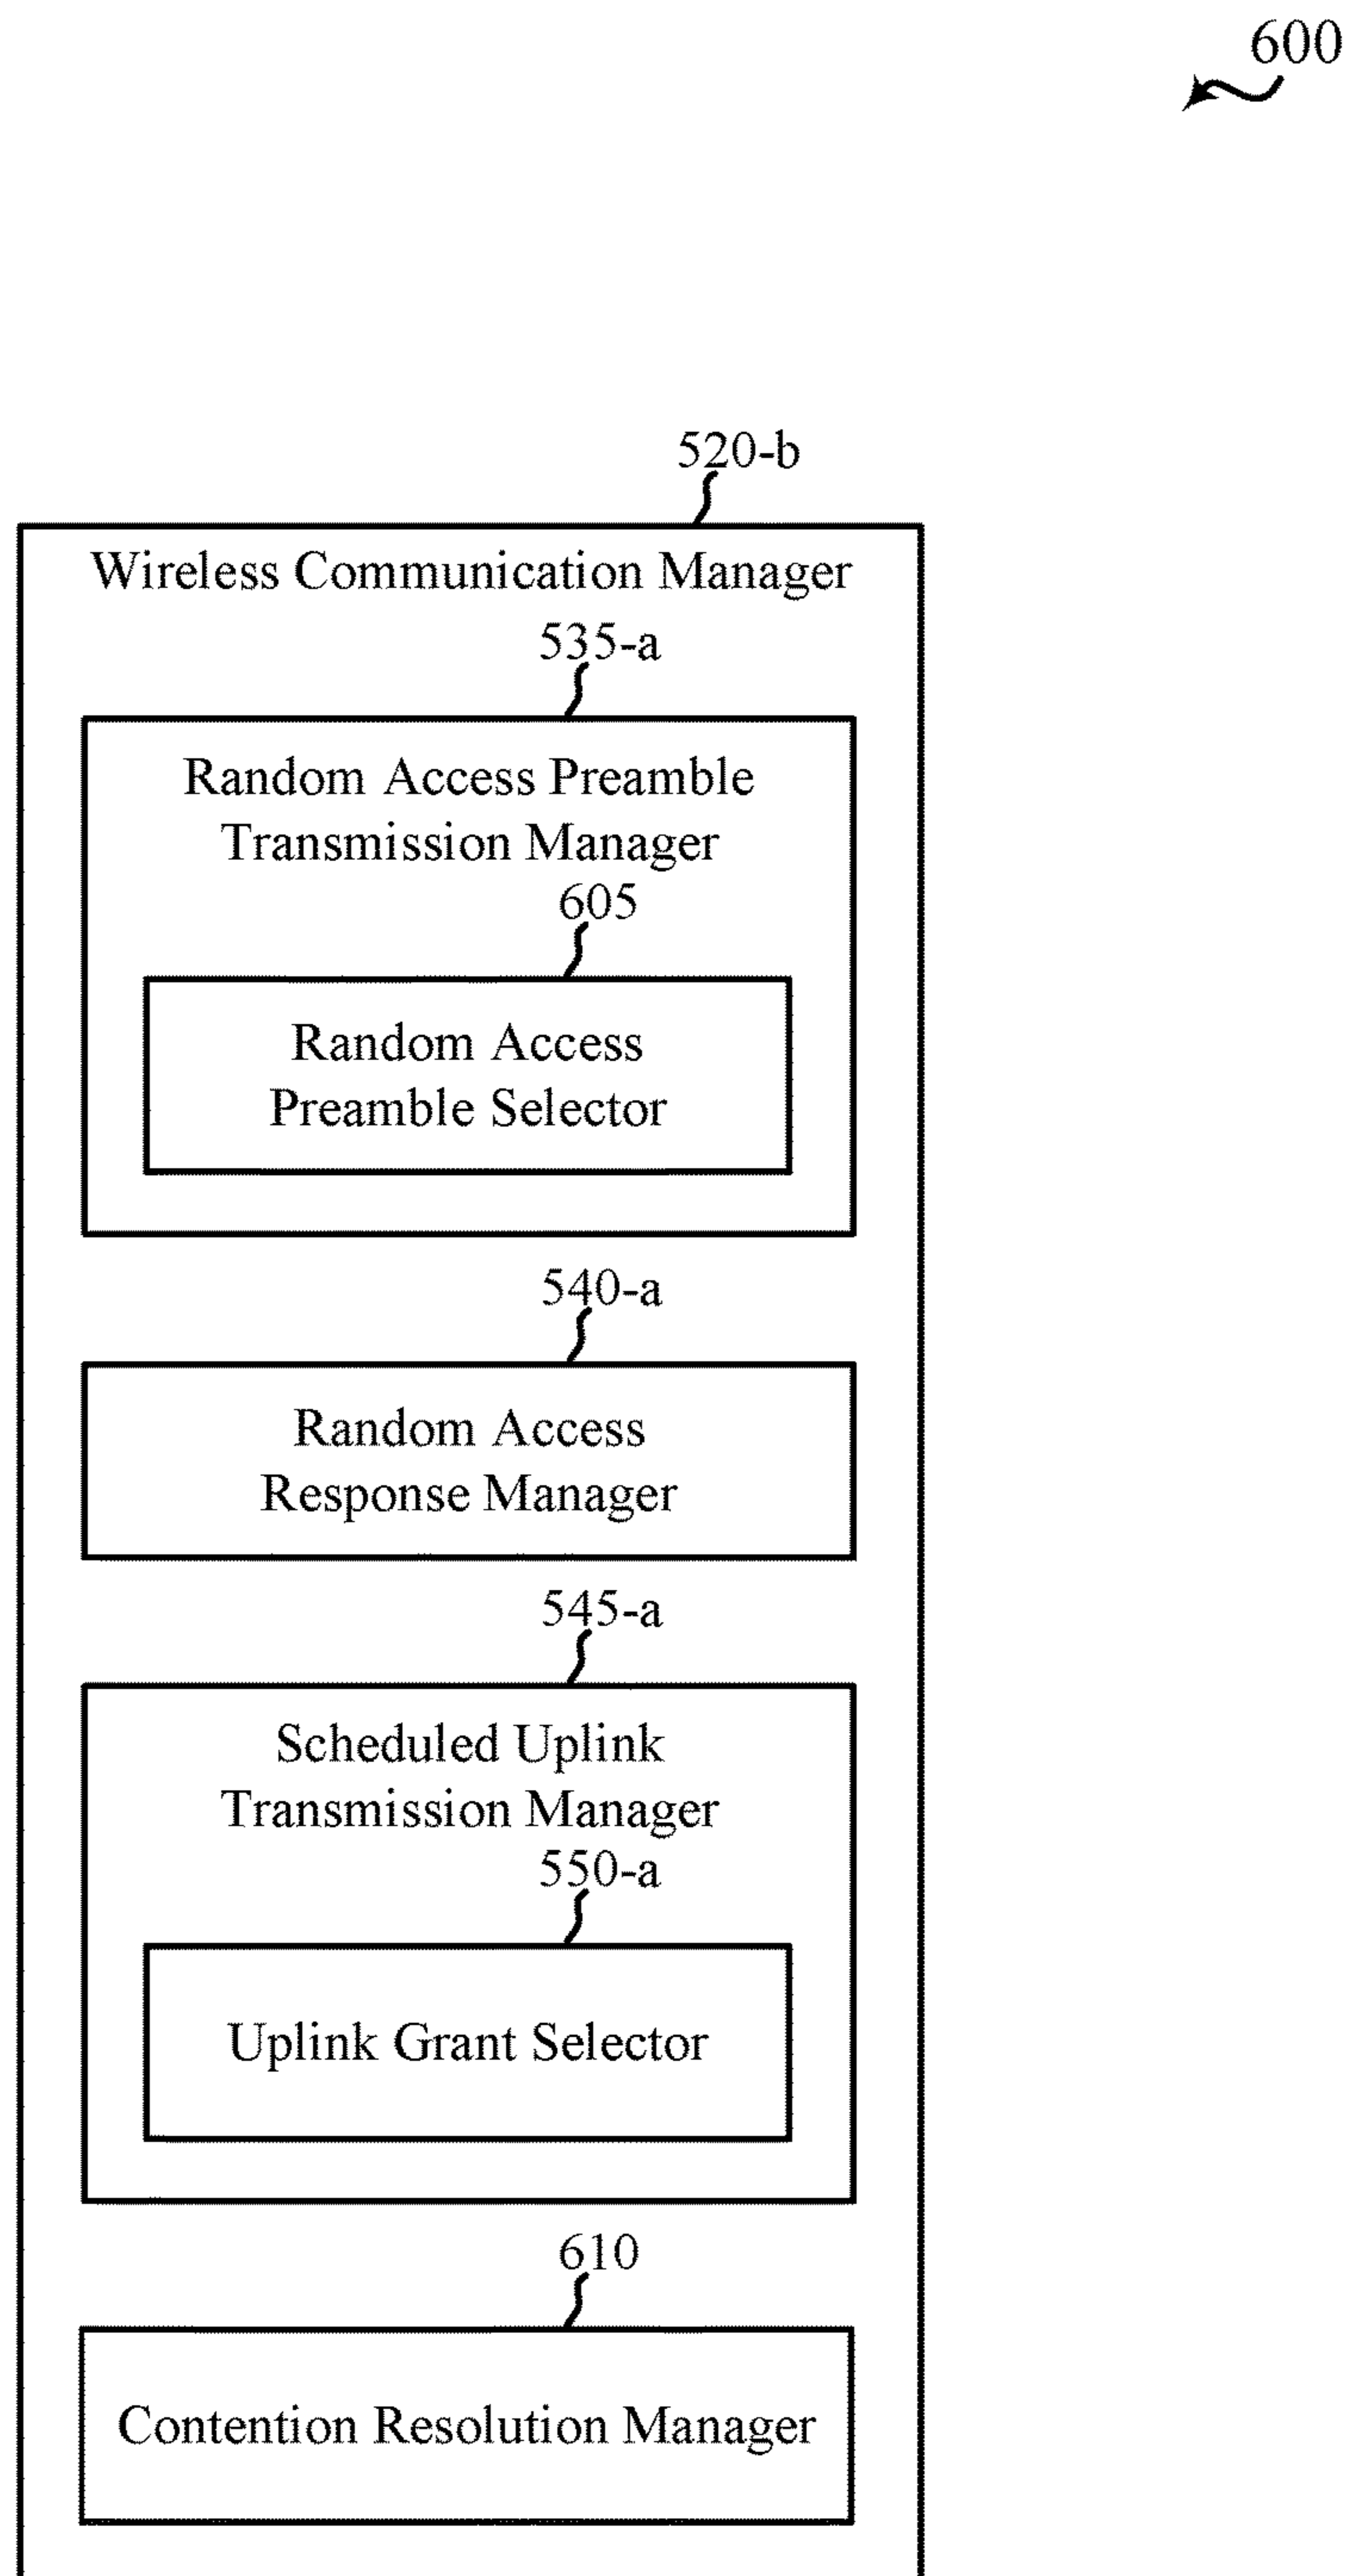 600
520-b
Wireless Communication Manager
535-a
Random Access Preamble
Transmission Manager
605
Random Access
Preamble Selector
540-a
Random Access
Response Manager
545-a
Scheduled Uplink
Transmission Manager
550-a
Uplink Grant Selector
610
Contention Resolution Manager